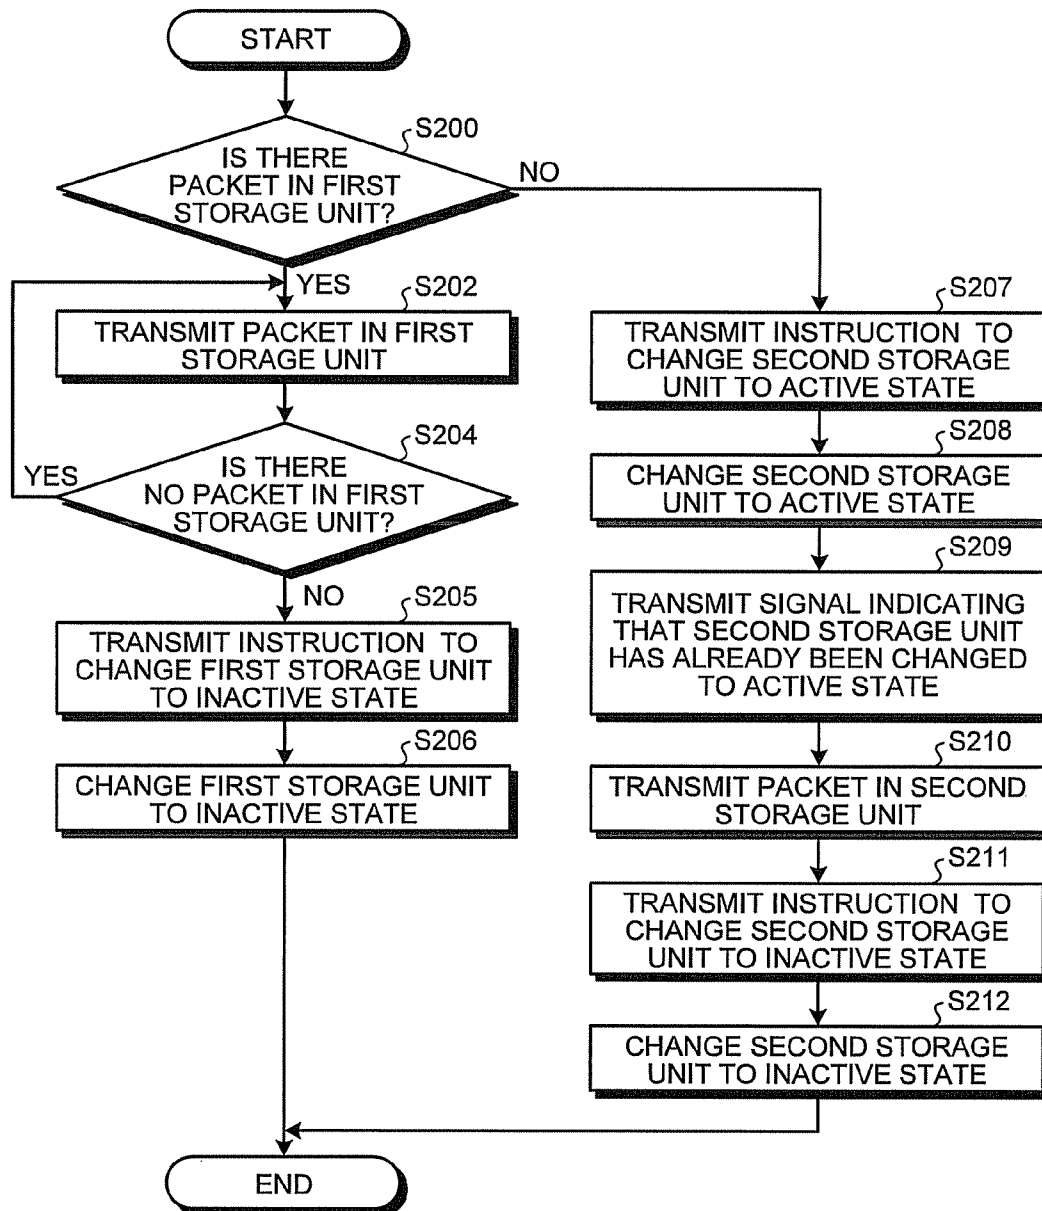 START
S200
IS THERE
PACKET IN FIRST
STORAGE UNIT?
NO
YES
S202
TRANSMIT PACKET IN FIRST
STORAGE UNIT
S204
YES
IS THERE
NO PACKET IN FIRST
STORAGE UNIT?
NO
S205
TRANSMIT INSTRUCTION TO
CHANGE FIRST STORAGE UNIT
TO INACTIVE STATE
S206
CHANGE FIRST STORAGE UNIT
TO INACTIVE STATE
S207
TRANSMIT INSTRUCTION TO
CHANGE SECOND STORAGE
UNIT TO ACTIVE STATE
S208
CHANGE SECOND STORAGE
UNIT TO ACTIVE STATE
S209
TRANSMIT SIGNAL INDICATING
THAT SECOND STORAGE UNIT
HAS ALREADY BEEN CHANGED
TO ACTIVE STATE
S210
TRANSMIT PACKET IN SECOND
STORAGE UNIT
S211
TRANSMIT INSTRUCTION TO
CHANGE SECOND STORAGE
UNIT TO INACTIVE STATE
S212
CHANGE SECOND STORAGE
UNIT TO INACTIVE STATE
END